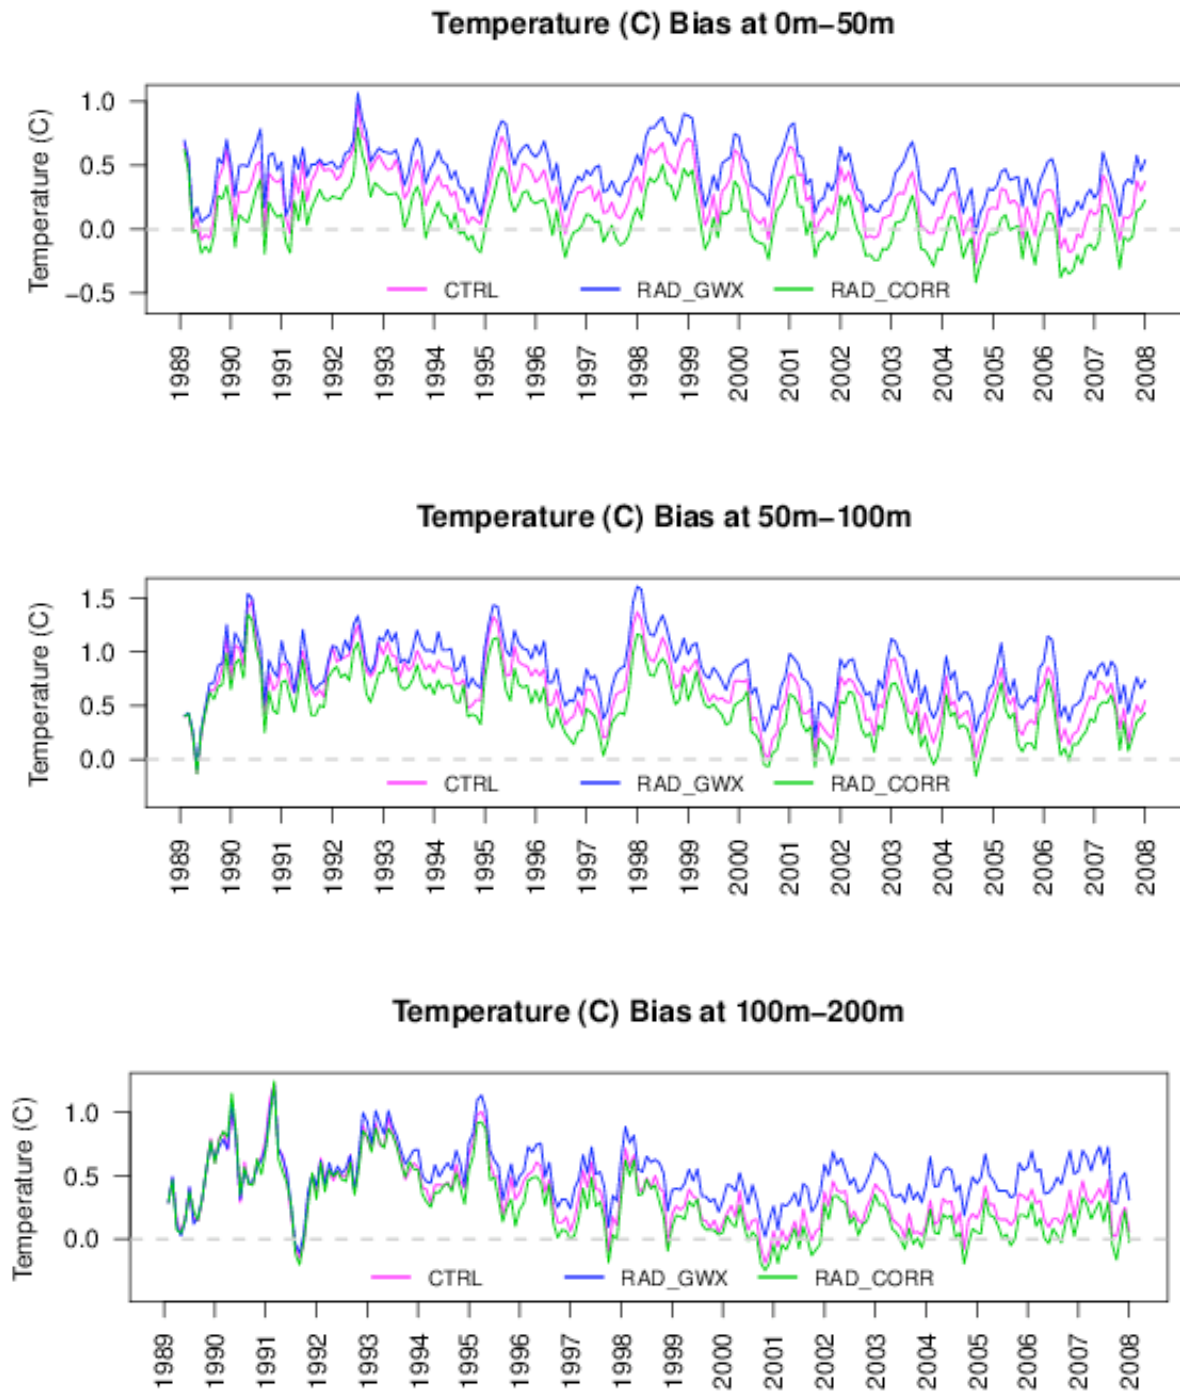 Temperature (C) Bias at 0m−50m
Temperature (C)
1.0
0.5
0.0
−0.5
CTRL RAD_GWX RAD_CORR
1989 1990 1991 1992 1993 1994 1995 1996 1997 1998 1999 2000 2001 2002 2003 2004 2005 2006 2007 2008
Temperature (C) Bias at 50m−100m
Temperature (C)
1.5
1.0
0.5
0.0
CTRL RAD_GWX RAD_CORR
1989 1990 1991 1992 1993 1994 1995 1996 1997 1998 1999 2000 2001 2002 2003 2004 2005 2006 2007 2008
Temperature (C) Bias at 100m−200m
Temperature (C)
1.0
0.5
0.0
CTRL RAD_GWX RAD_CORR
1989 1990 1991 1992 1993 1994 1995 1996 1997 1998 1999 2000 2001 2002 2003 2004 2005 2006 2007 2008